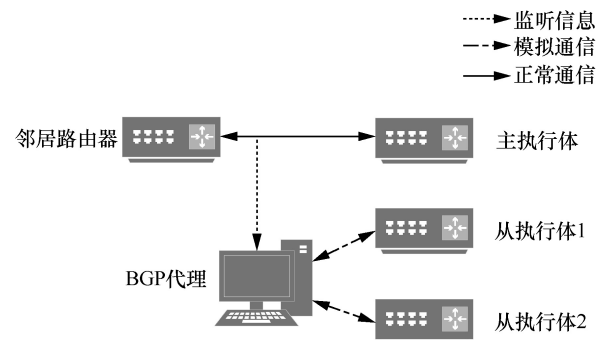 监听信息
模拟通信
正常通信
邻居路由器
主执行体
从执行体1
BGP代理
从执行体2